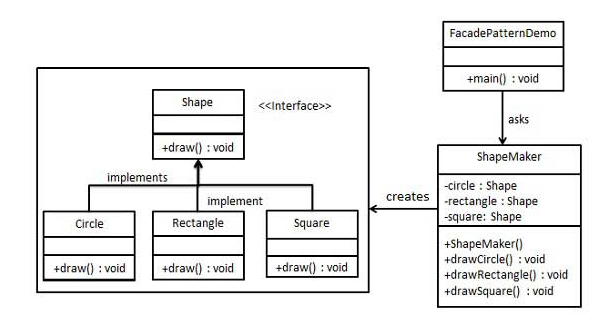 FacadePatternDemo
+main() : void
asks
Shape
<<Interface>>
+draw() : void
implements
implement
Circle
+draw() : void
Rectangle
+draw() : void
Square
+draw() : void
creates
ShapeMaker
-circle : Shape
-rectangle : Shape
-square: Shape
+ShapeMaker()
+drawCircle() : void
+drawRectangle() : void
+drawSquare() : void